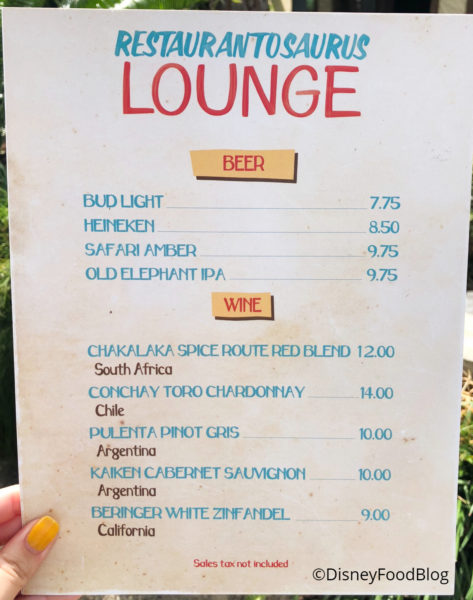 RESTAURANTOSAURUS
LOUNGE
BEER
BUD LIGHT 7.75
HEINEKEN 8.50
SAFARI AMBER 9.75
OLD ELEPHANT IPA 9.75
WINE
CHAKALAKA SPICE ROUTE RED BLEND 12.00
South Africa
CONCHAY TORO CHARDONNAY 14.00
Chile
PULENTA PINOT GRIS 10.00
Argentina
KAIKEN CABERNET SAUVIGNON 10.00
Argentina
BERINGER WHITE ZINFANDEL 9.00
California
Sales tax not included
©DisneyFoodBlog